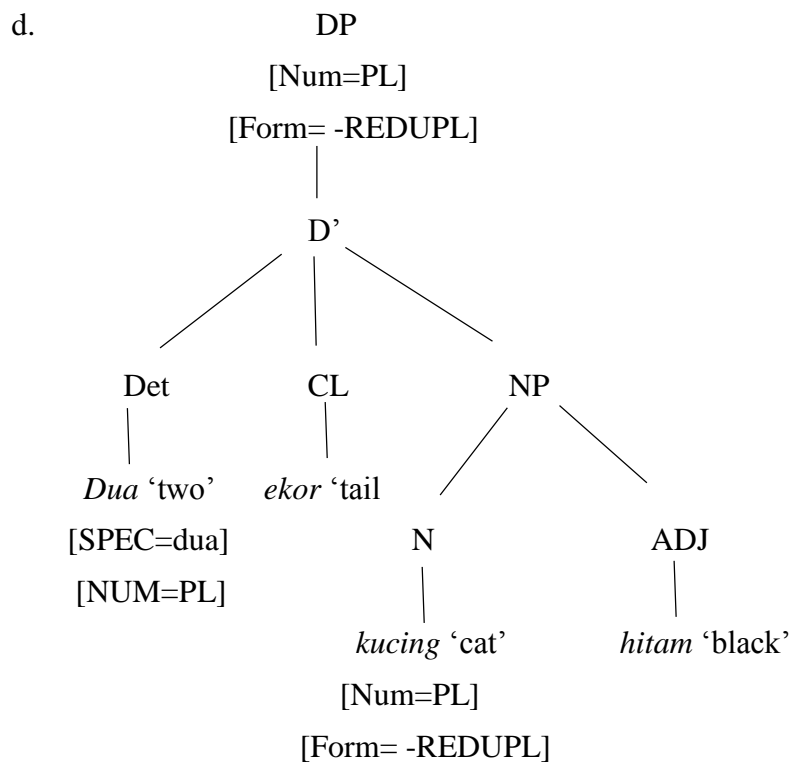 d. DP
[Num=PL]
[Form= -REDUPL]
D’
Det CL NP
Dua ‘two’ ekor ‘tail
[SPEC=dua] N ADJ
[NUM=PL]
kucing ‘cat’ hitam ‘black’
[Num=PL]
[Form= -REDUPL]